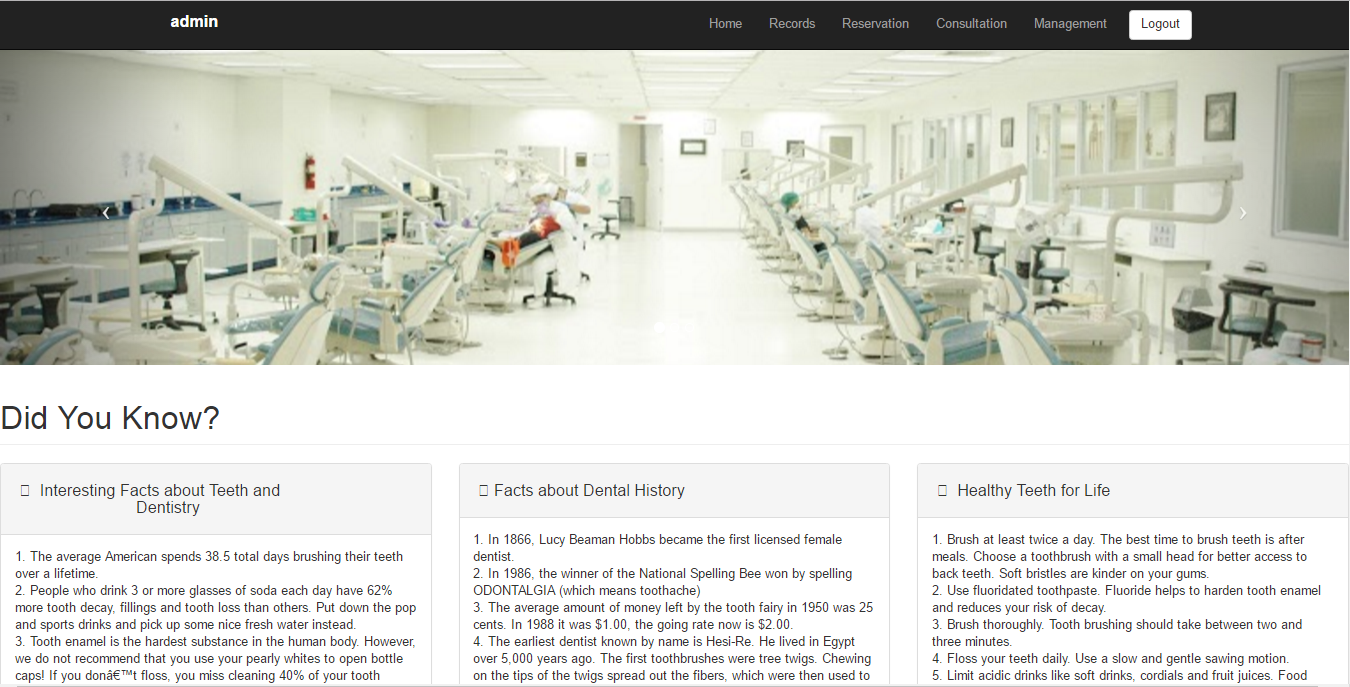 admin
Home Records Reservation Consultation Management Logout
Did You Know?
Interesting Facts about Teeth and
Dentistry
1. The average American spends 38.5 total days brushing their teeth
over a lifetime.
2. People who drink 3 or more glasses of soda each day have 62%
more tooth decay, fillings and tooth loss than others. Put down the pop
and sports drinks and pick up some nice fresh water instead.
3. Tooth enamel is the hardest substance in the human body. However,
we do not recommend that you use your pearly whites to open bottle
caps! If you donâ€™t floss, you miss cleaning 40% of your tooth
Facts about Dental History
1. In 1866, Lucy Beaman Hobbs became the first licensed female
dentist.
2. In 1986, the winner of the National Spelling Bee won by spelling
ODONTALGIA (which means toothache)
3. The average amount of money left by the tooth fairy in 1950 was 25
cents. In 1988 it was $1.00, the going rate now is $2.00.
4. The earliest dentist known by name is Hesi-Re. He lived in Egypt
over 5,000 years ago. The first toothbrushes were tree twigs. Chewing
on the tips of the twigs spread out the fibers, which were then used to
Healthy Teeth for Life
1. Brush at least twice a day. The best time to brush teeth is after
meals. Choose a toothbrush with a small head for better access to
back teeth. Soft bristles are kinder on your gums.
2. Use fluoridated toothpaste. Fluoride helps to harden tooth enamel
and reduces your risk of decay.
3. Brush thoroughly. Tooth brushing should take between two and
three minutes.
4. Floss your teeth daily. Use a slow and gentle sawing motion.
5. Limit acidic drinks like soft drinks, cordials and fruit juices. Food